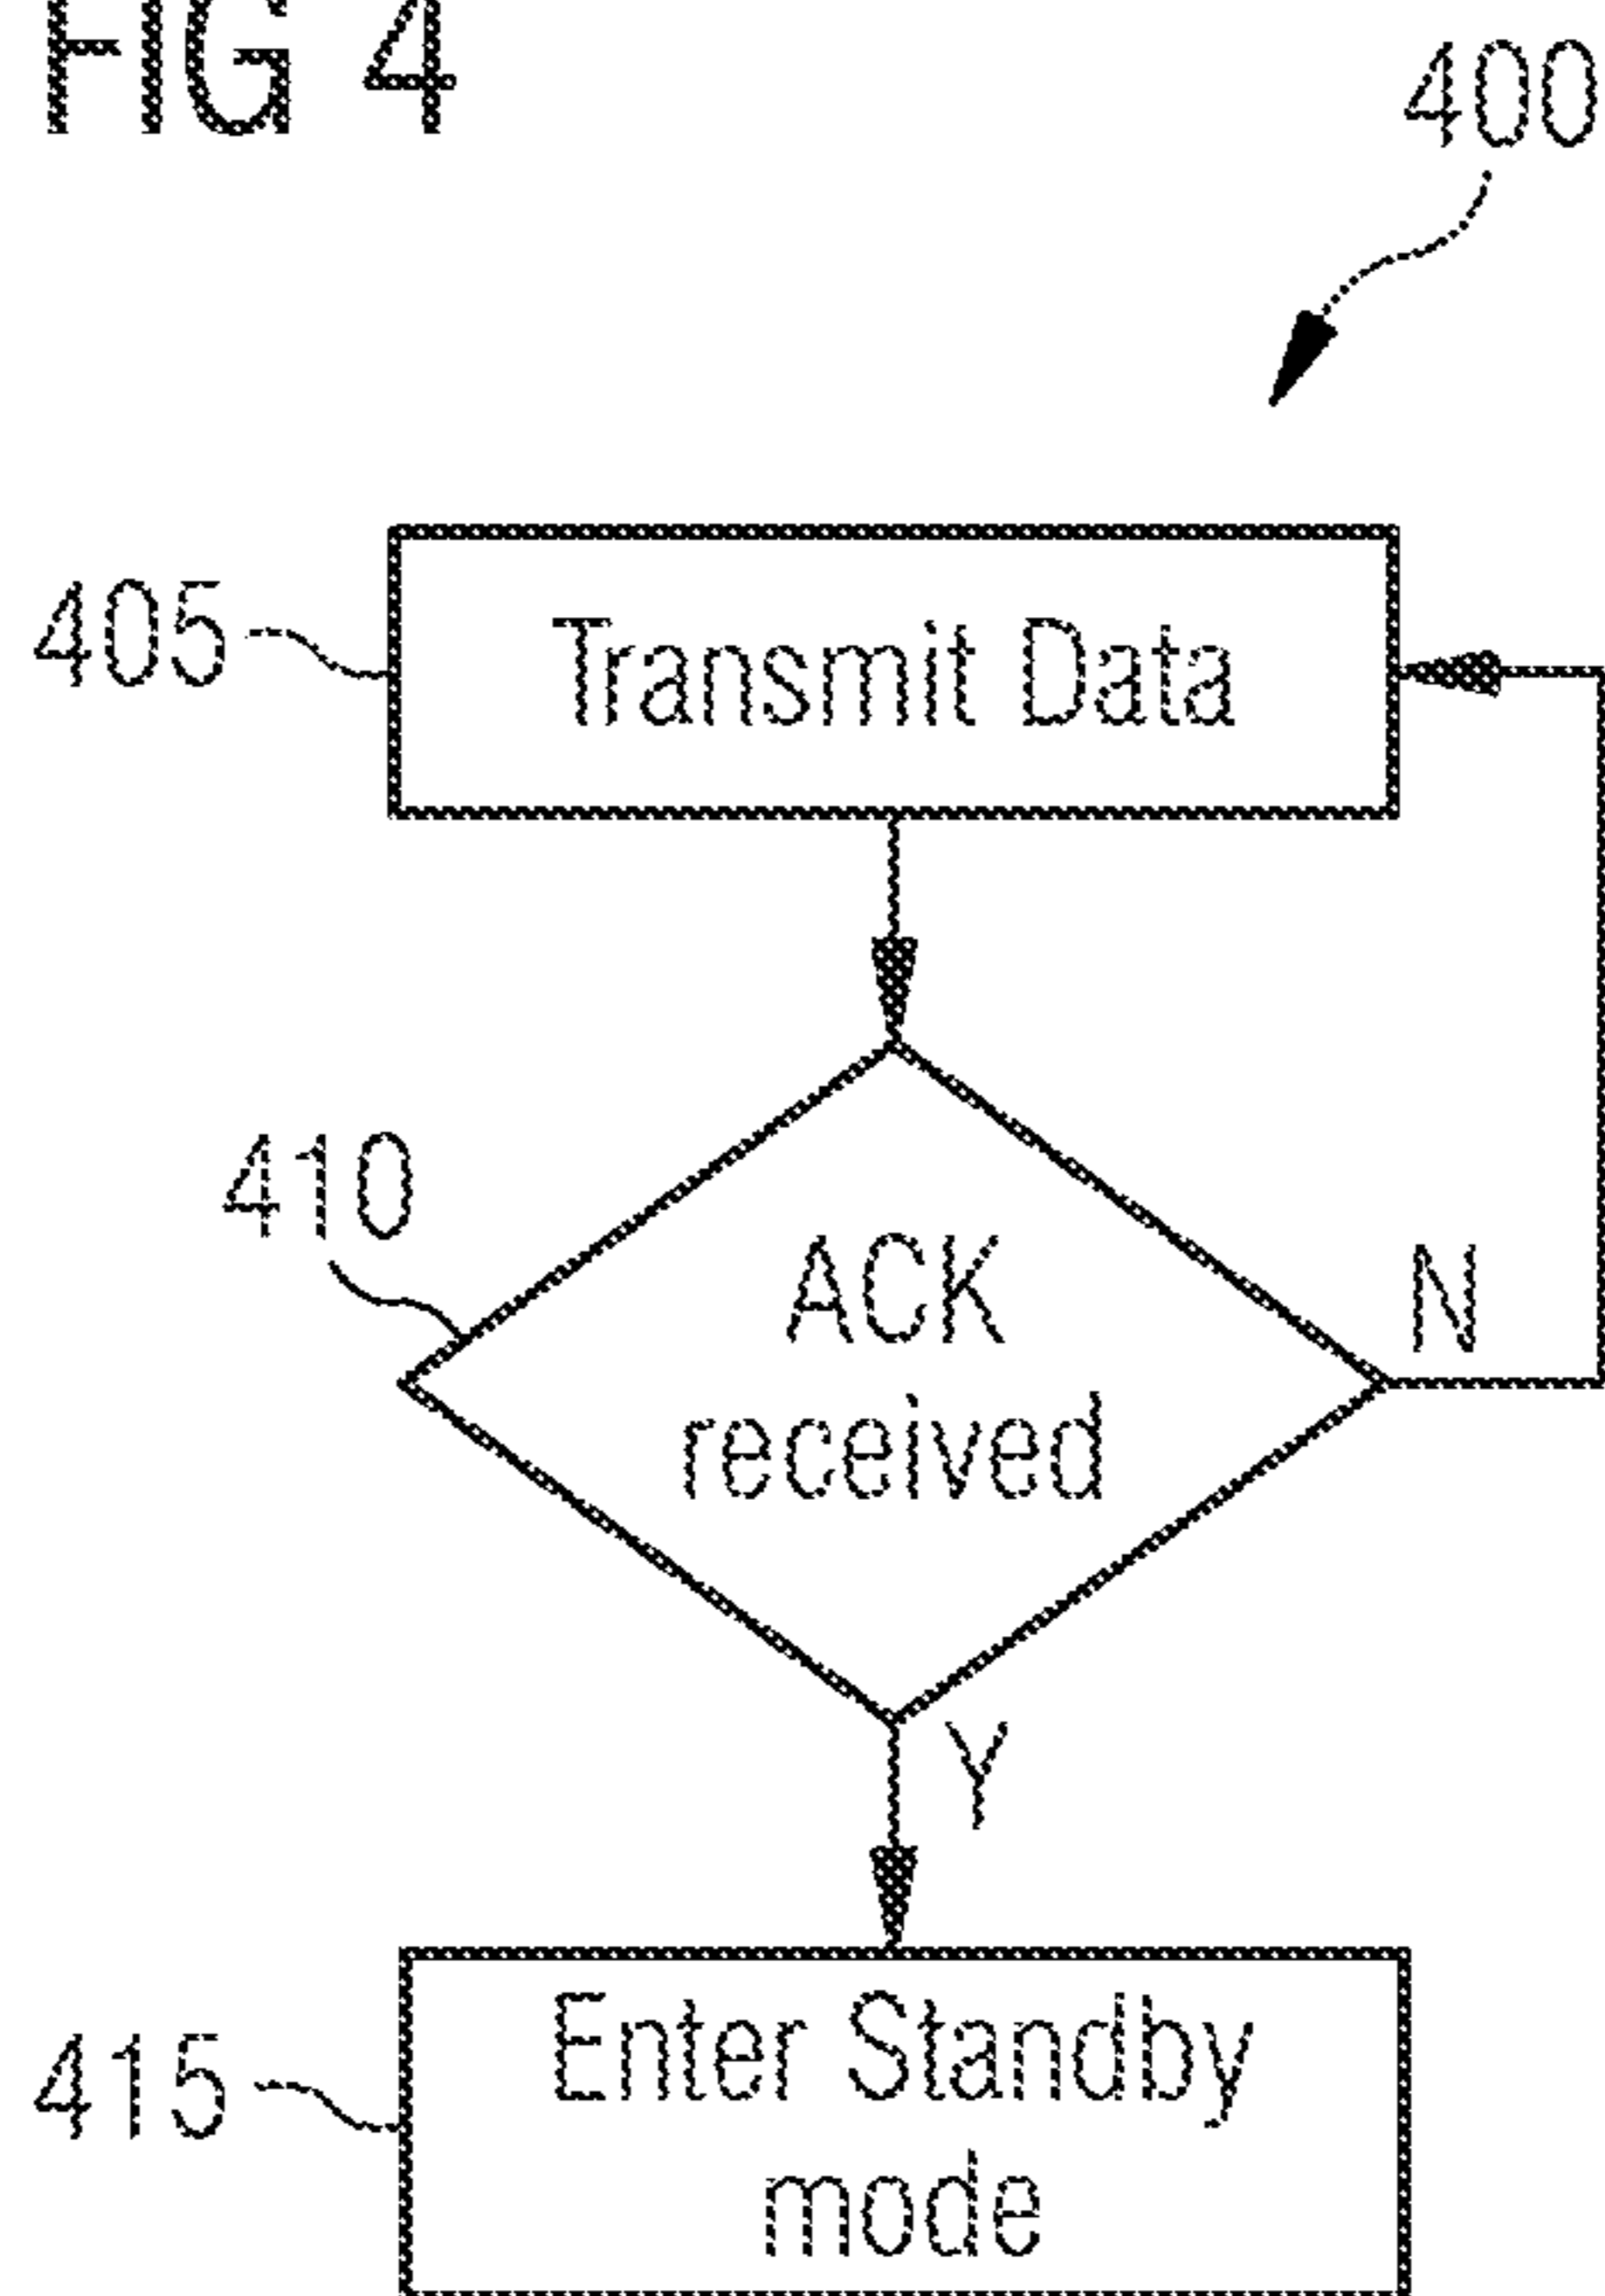 FIG 4
400
405
Transmit Data
410
ACK
received
N
Y
415
Enter Standby
mode